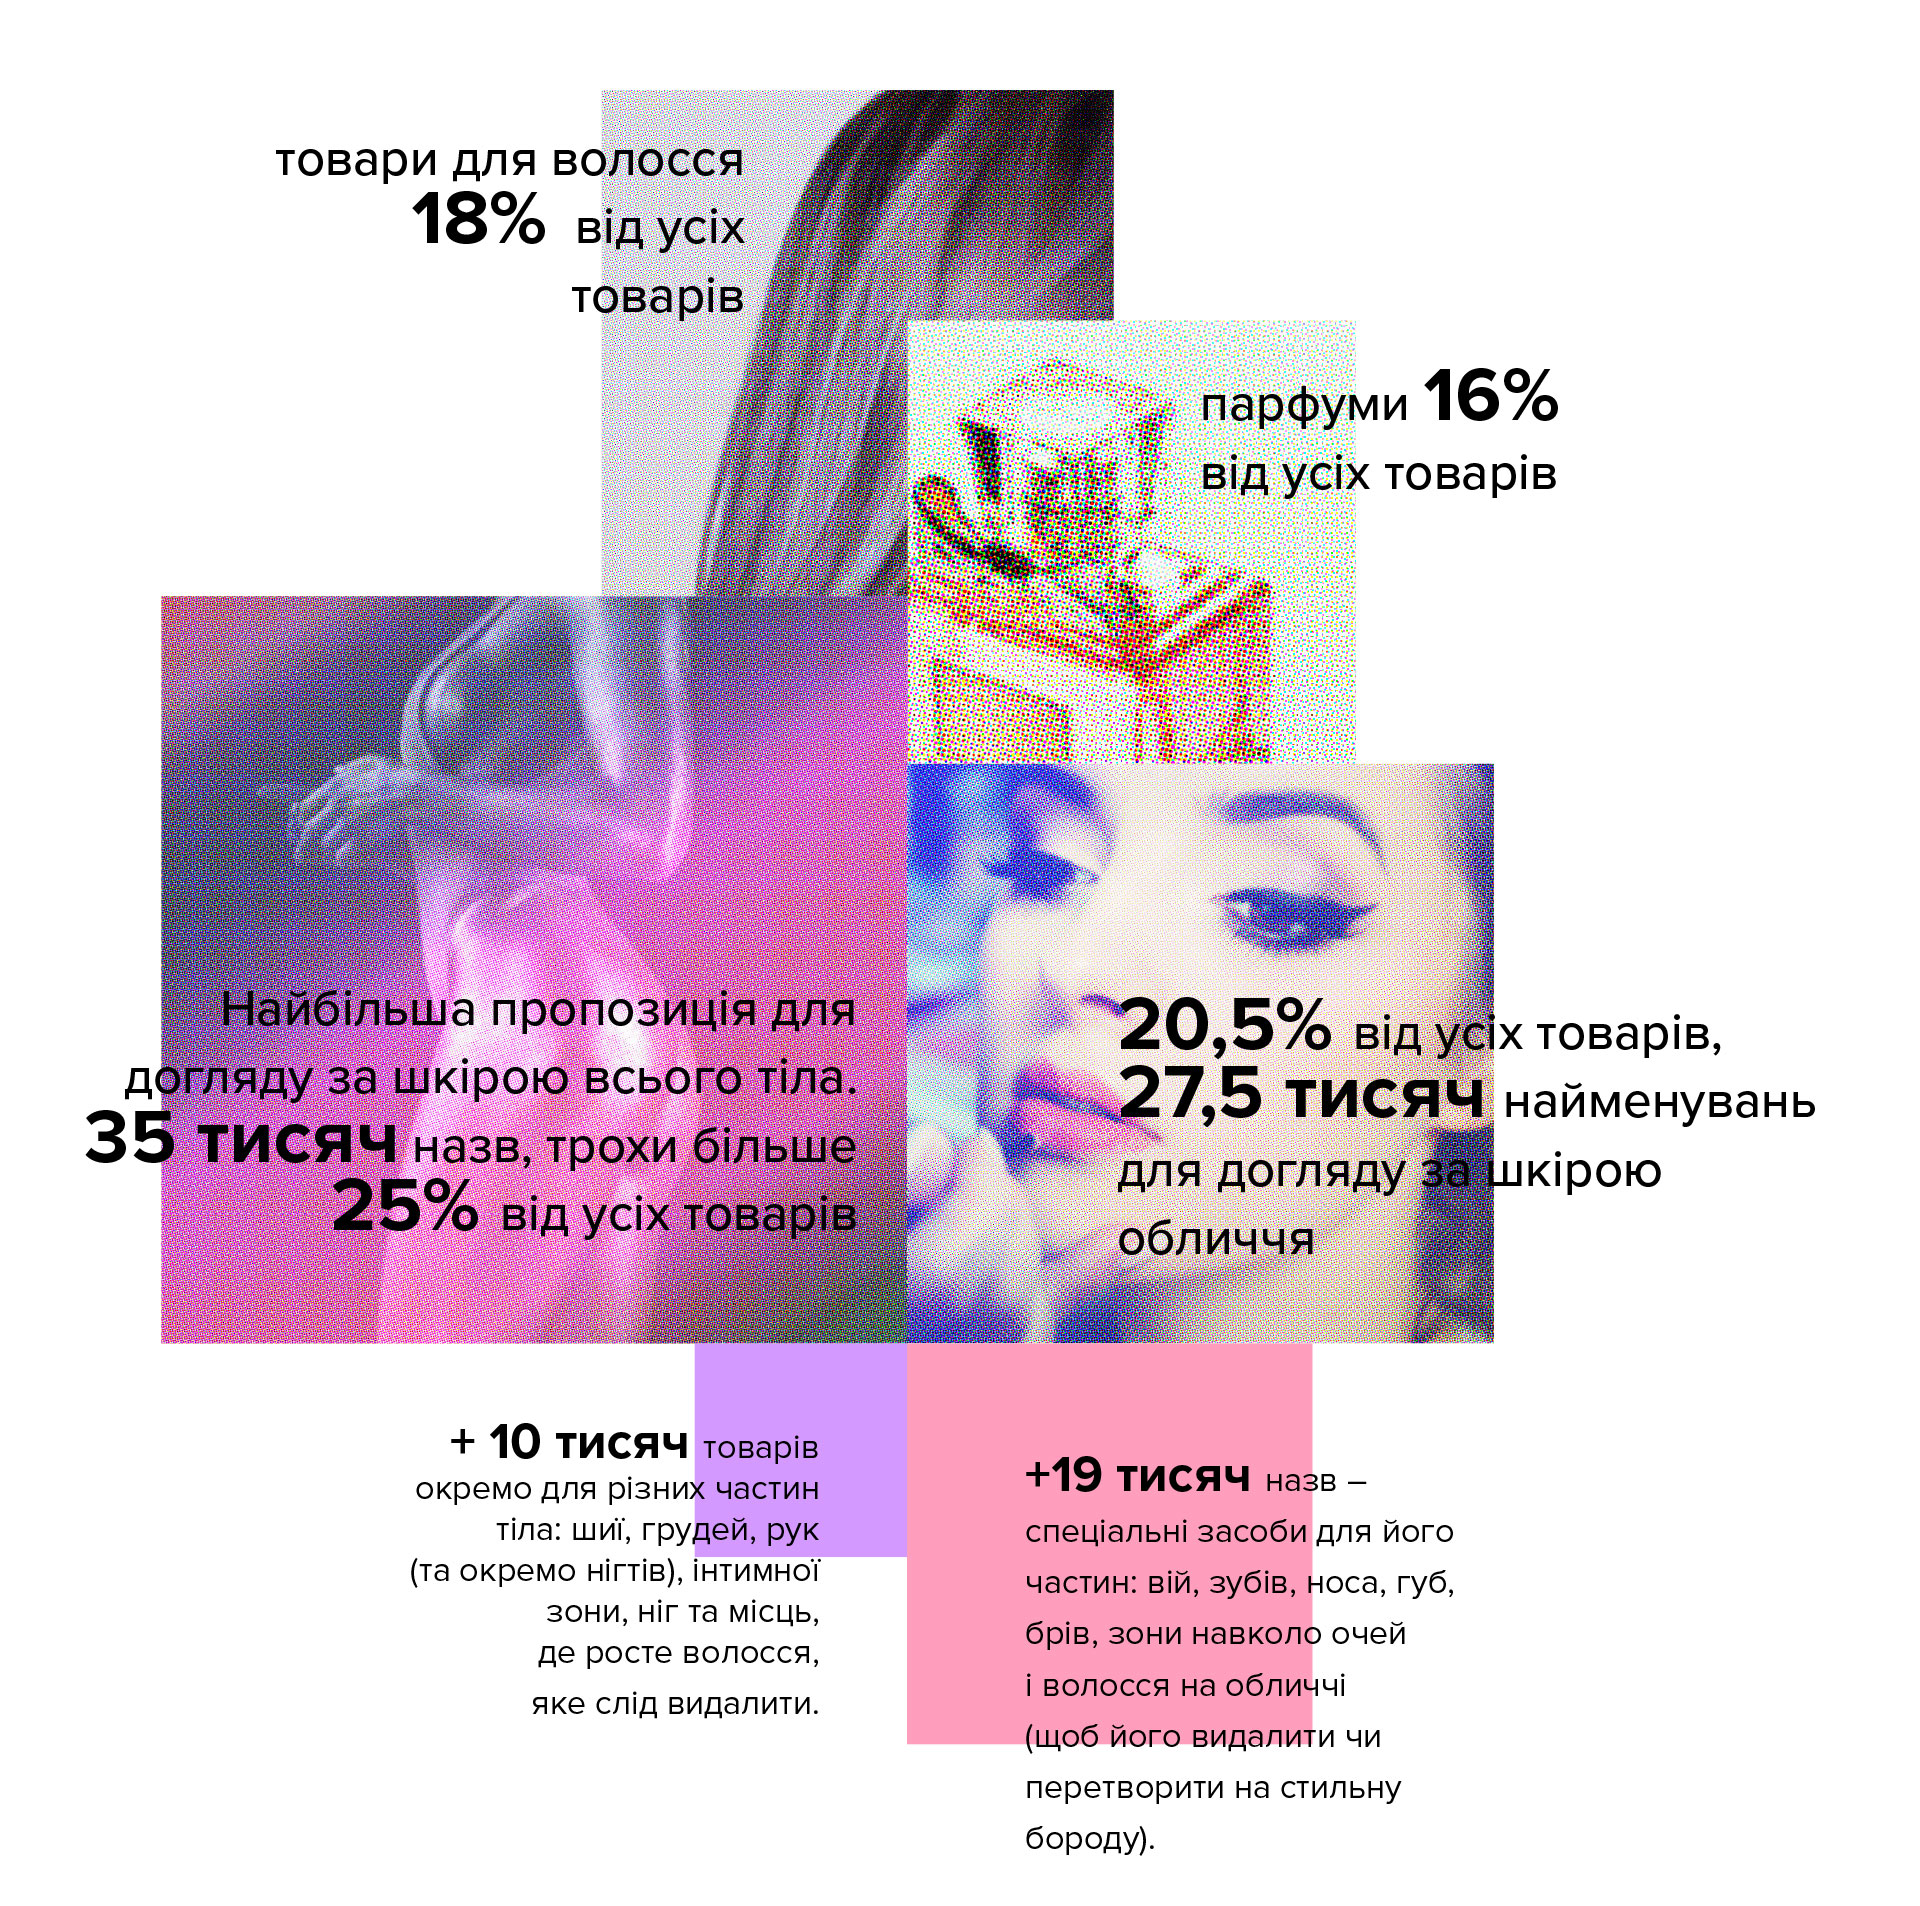 товари для волосся
18% від усіх
товарів
парфуми 16%
від усіх товарів
Найбільша пропозиція для
догляду за шкірою всього тіла.
35 тисяч назв, трохи більше
25% від усіх товарів
20,5% від усіх товарів,
27,5 тисяч найменувань
для догляду за шкірою
обличчя
+ 10 тисяч товарів
окремо для різних частин
тіла: шиї, грудей, рук
(та окремо нігтів), інтимної
зони, ніг та місць,
де росте волосся,
яке слід видалити.
+19 тисяч назв –
спеціальні засоби для його
частин: вій, зубів, носа, губ,
брів, зони навколо очей
і волосся на обличчі
(щоб його видалити чи
перетворити на стильну
бороду).